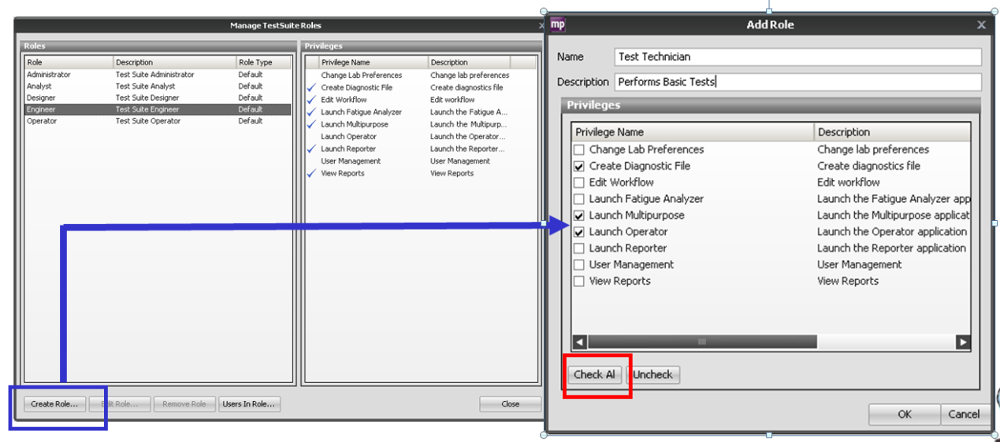 Manage TestSuite Roles
Roles
Role Description Role Type
Administrator Test Suite Administrator Default
Analyst Test Suite Analyst Default
Designer Test Suite Designer Default
Engineer Test Suite Engineer Default
Operator Test Suite Operator Default
Privileges
Privilege Name Description
Change Lab Preferences Change lab preferences
Create Diagnostic File Create diagnostics file
Edit Workflow Edit workflow
Launch Fatigue Analyzer Launch the Fatigue A...
Launch Multipurpose Launch the Multipurp...
Launch Operator Launch the Operator...
Launch Reporter Launch the Reporter...
User Management User Management
View Reports View Reports
Create Role... Edit Role... Remove Role Users In Role... Close
mp Add Role
Name Test Technician
Description Performs Basic Tests
Privileges
Privilege Name Description
Change Lab Preferences Change lab preferences
Create Diagnostic File Create diagnostics file
Edit Workflow Edit workflow
Launch Fatigue Analyzer Launch the Fatigue Analyzer app
Launch Multipurpose Launch the Multipurpose applicat
Launch Operator Launch the Operator application
Launch Reporter Launch the Reporter application
User Management User Management
View Reports View Reports
Check Al Uncheck
OK Cancel